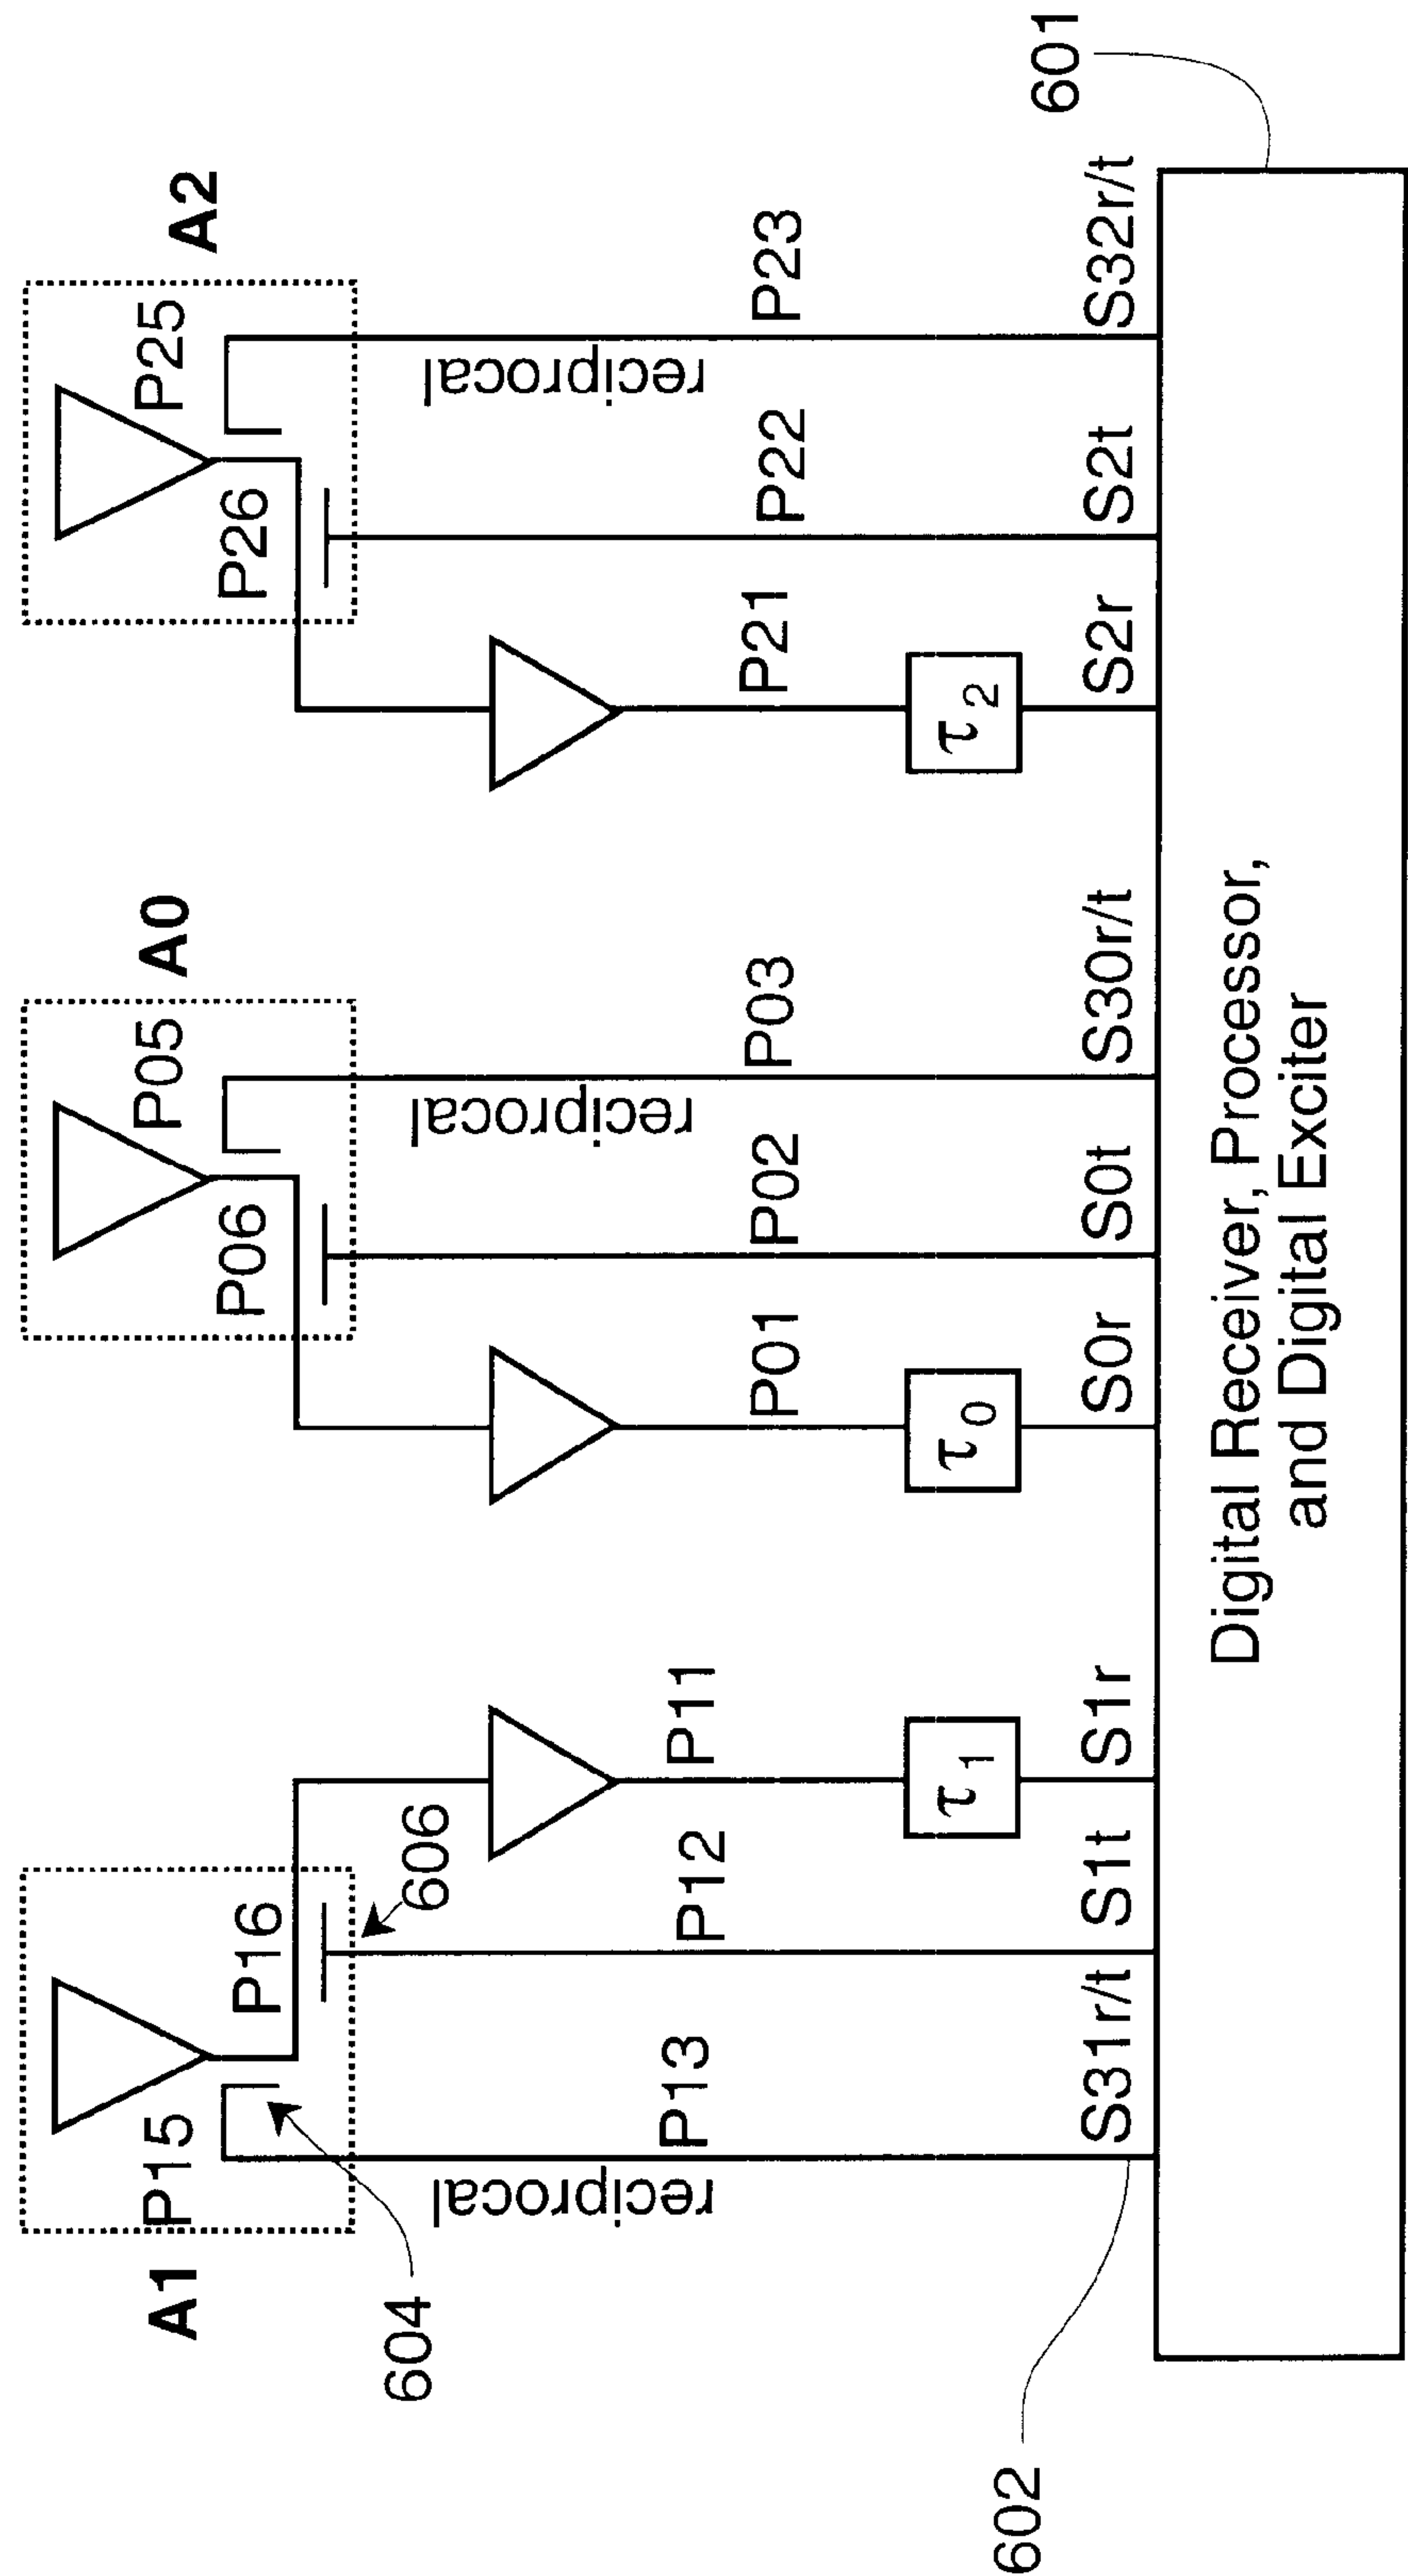 A1
A0
A2
P15
P16
P05
P06
P25
P26
604
606
reciprocal
P13
P12
P11
P01
P02
reciprocal
P03
P21
P22
reciprocal
P23
τ1
τ0
τ2
602
S31r/t
S1t
S1r
S0r
S0t
S30r/t
S2r
S2t
S32r/t
601
Digital Receiver, Processor,
and Digital Exciter